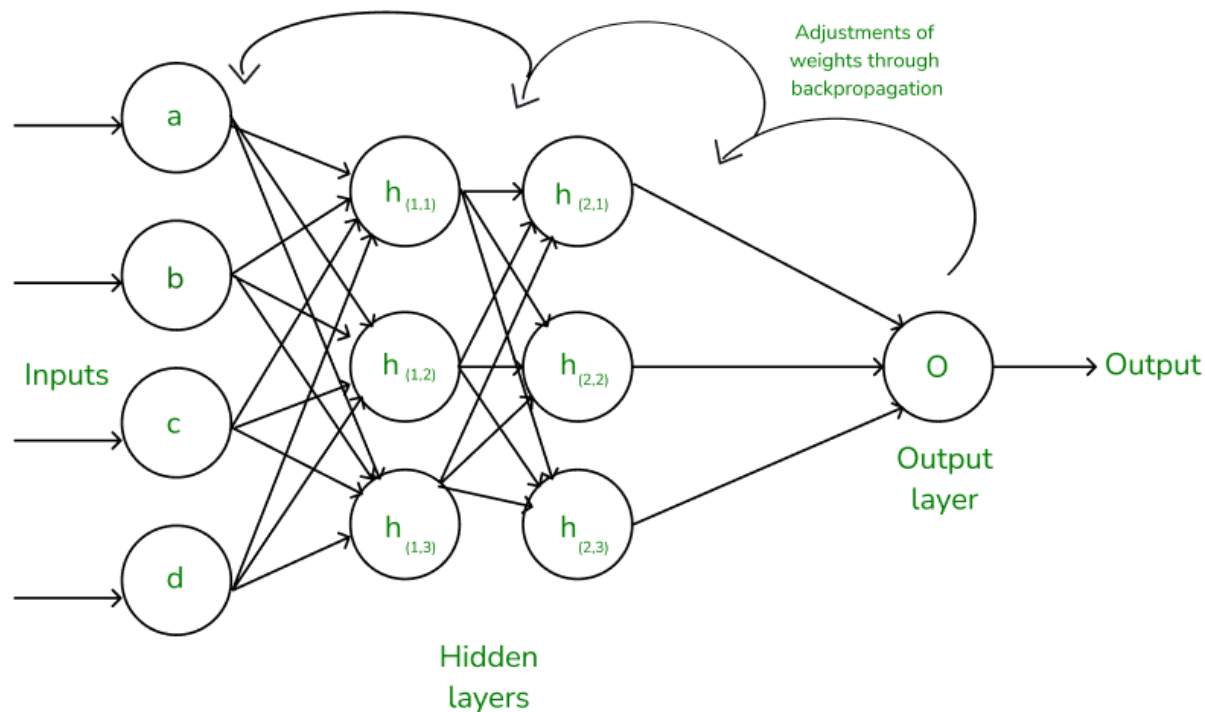 Adjustments of
weights through
backpropagation
a
h (1,1)
h (2,1)
b
Inputs
h (1,2)
h (2,2)
O
Output
c
Output
layer
h (1,3)
h (2,3)
d
Hidden
layers